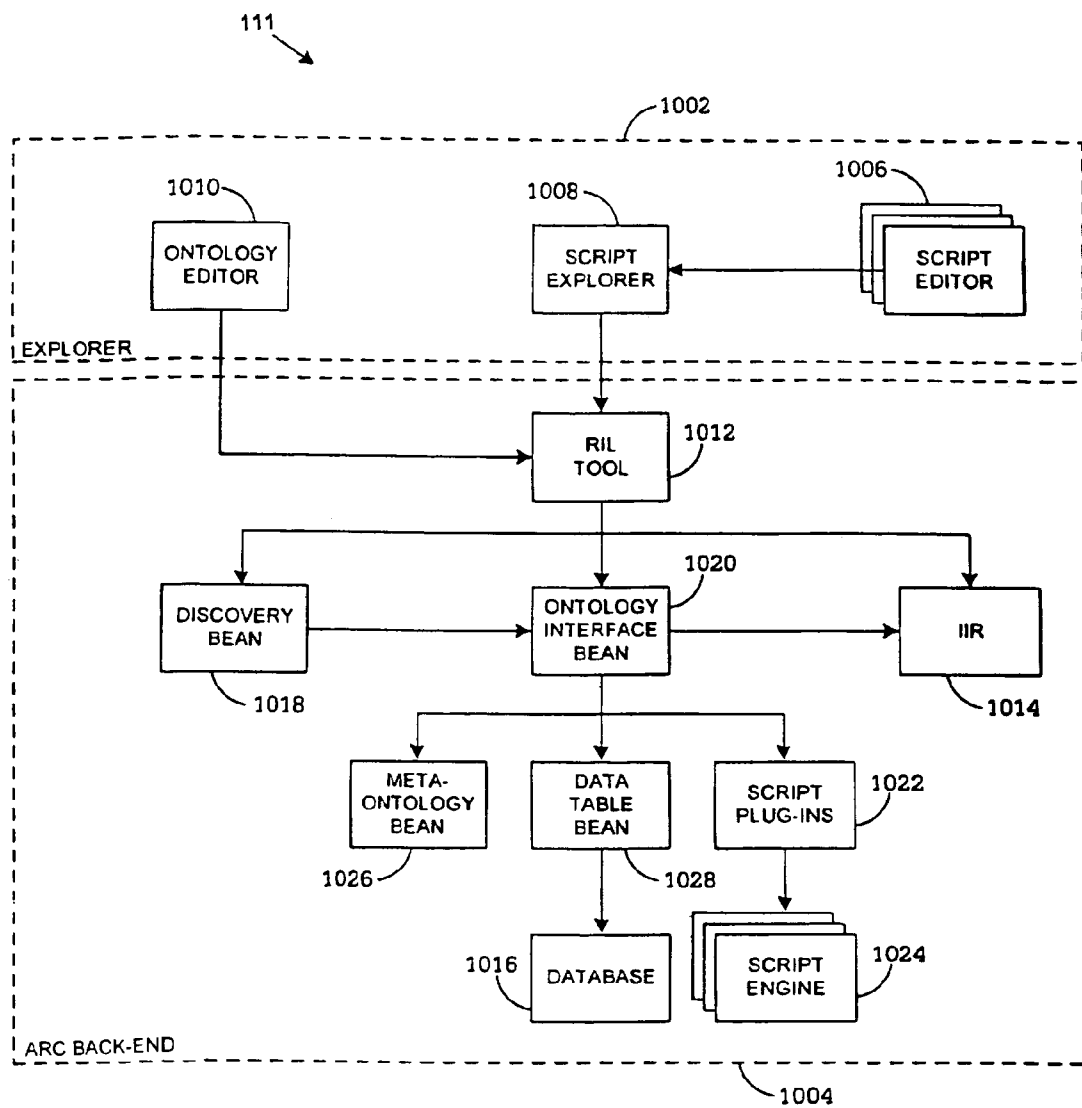 111
1002
1010
1008
1006
ONTOLOGY
EDITOR
SCRIPT
EXPLORER
SCRIPT
EDITOR
EXPLORER
RIL
TOOL
1012
1020
DISCOVERY
BEAN
ONTOLOGY
INTERFACE
BEAN
IIR
1018
1014
META-
ONTOLOGY
BEAN
DATA
TABLE
BEAN
SCRIPT
PLUG-INS
1022
1026
1028
1016
DATABASE
SCRIPT
ENGINE
1024
ARC BACK-END
1004